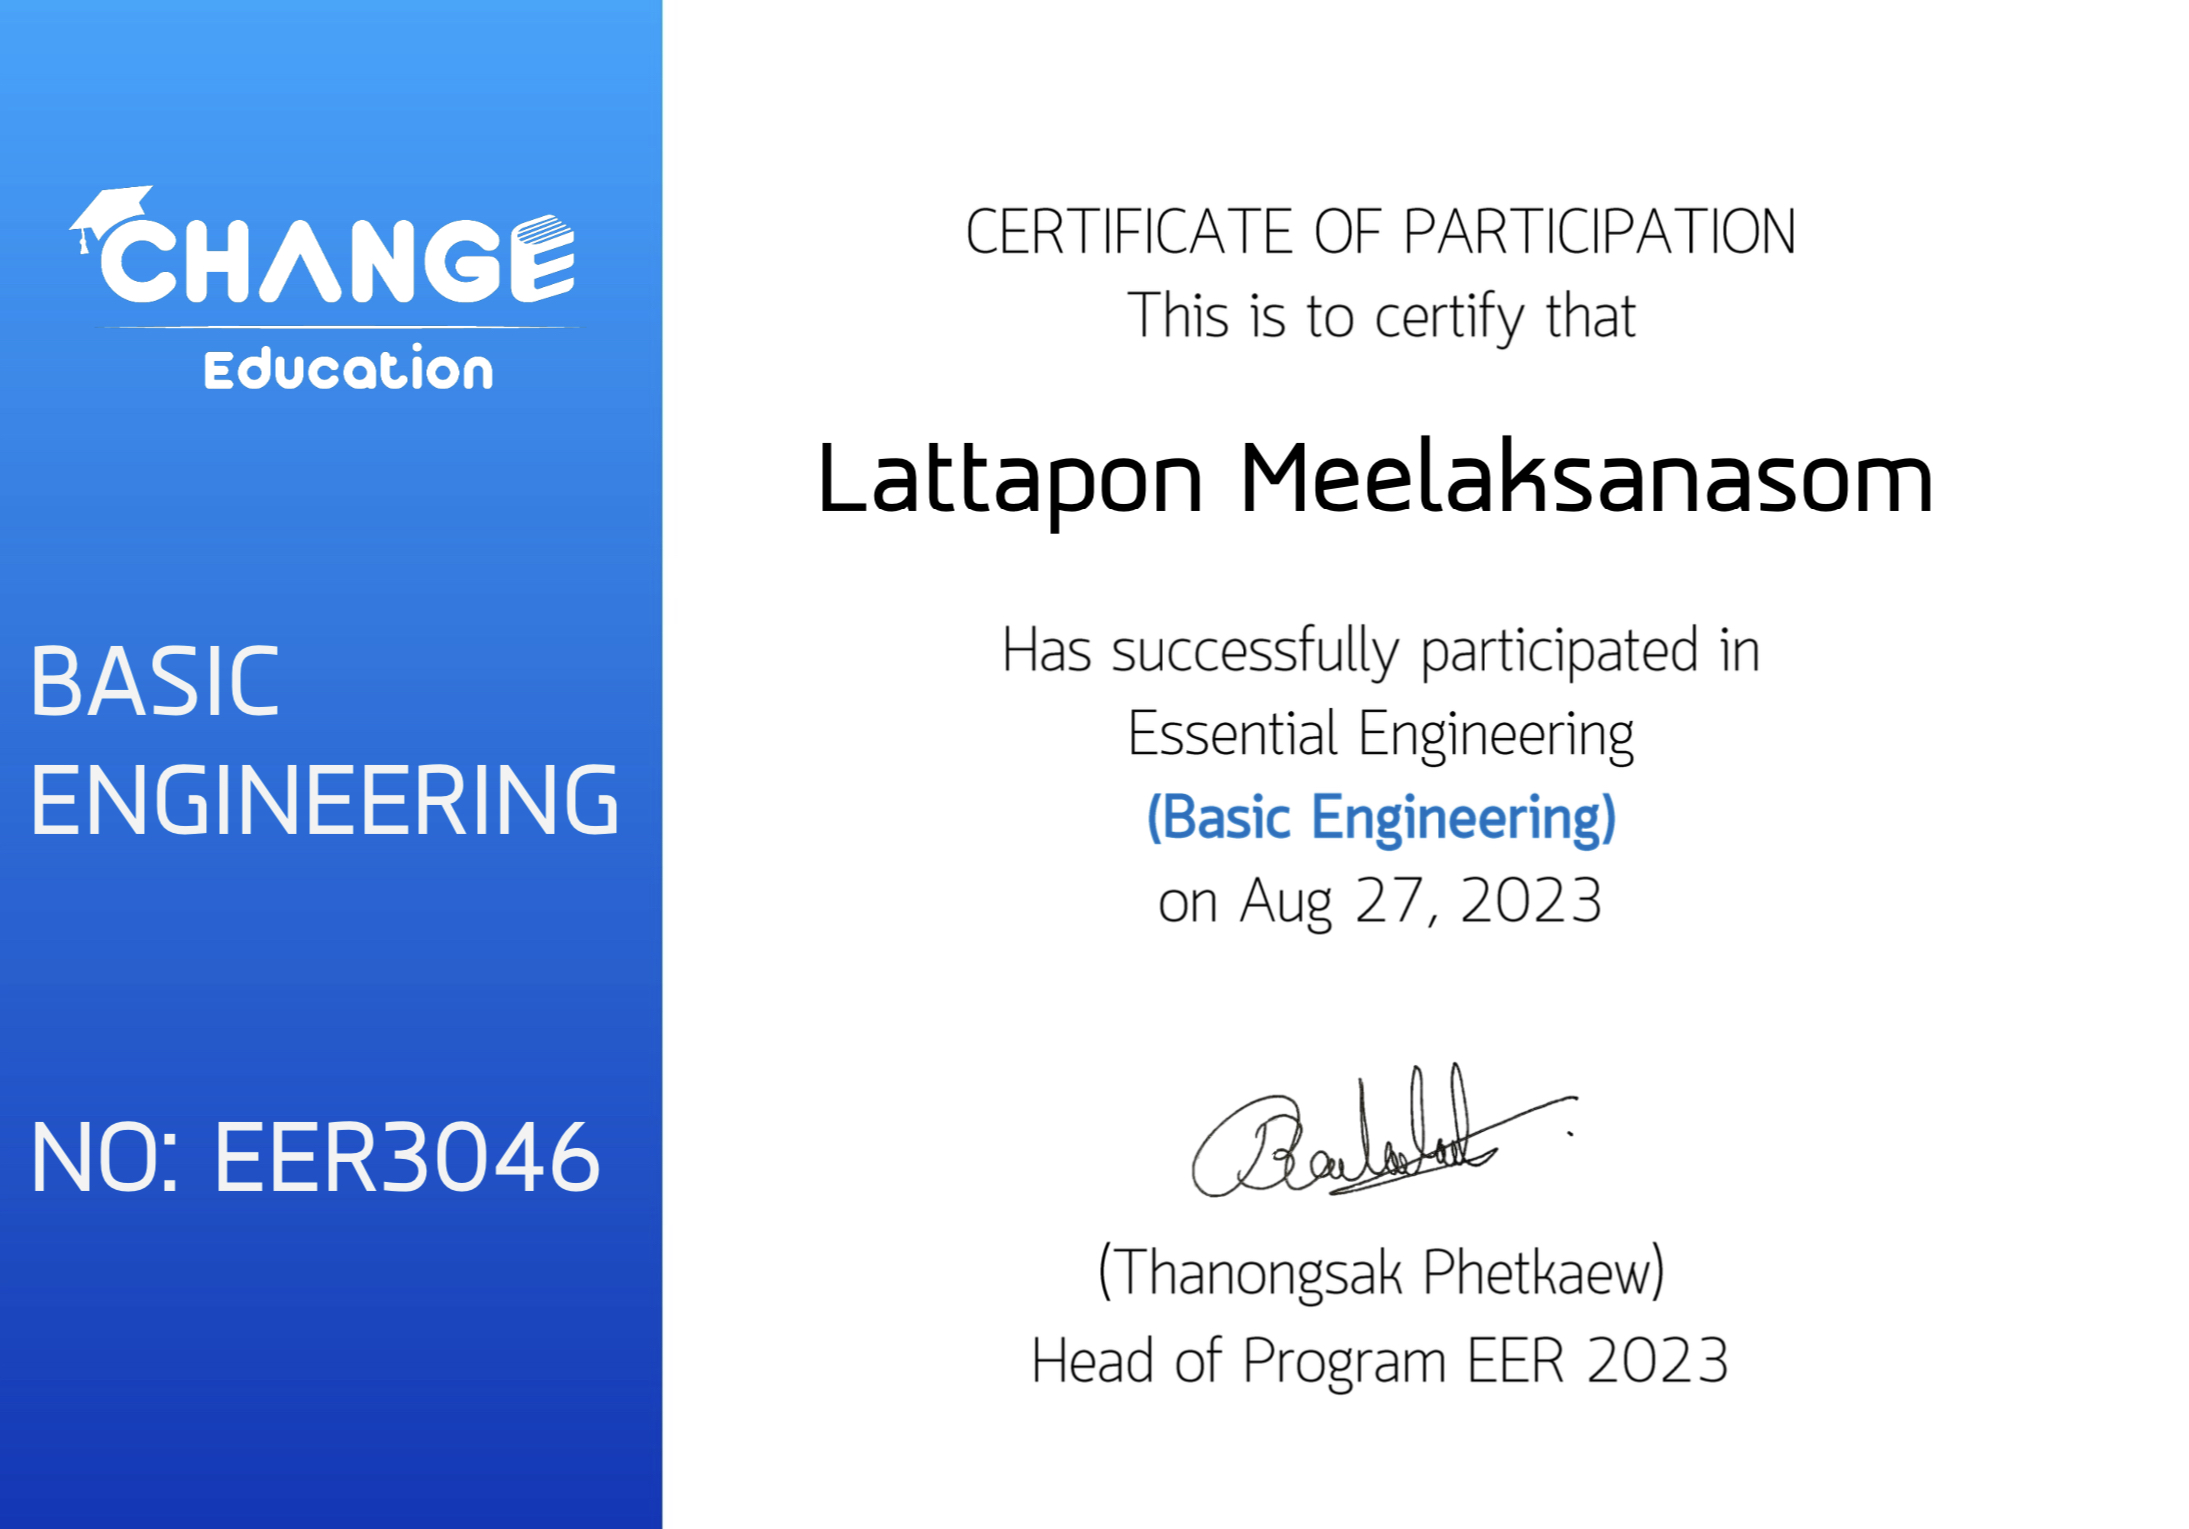 CHANGE
Education
BASIC
ENGINEERING
NO: EER3046
CERTIFICATE OF PARTICIPATION
This is to certify that
Lattapon Meelaksanasom
Has successfully participated in
Essential Engineering
(Basic Engineering)
on Aug 27, 2023
(Thanongsak Phetkaew)
Head of Program EER 2023